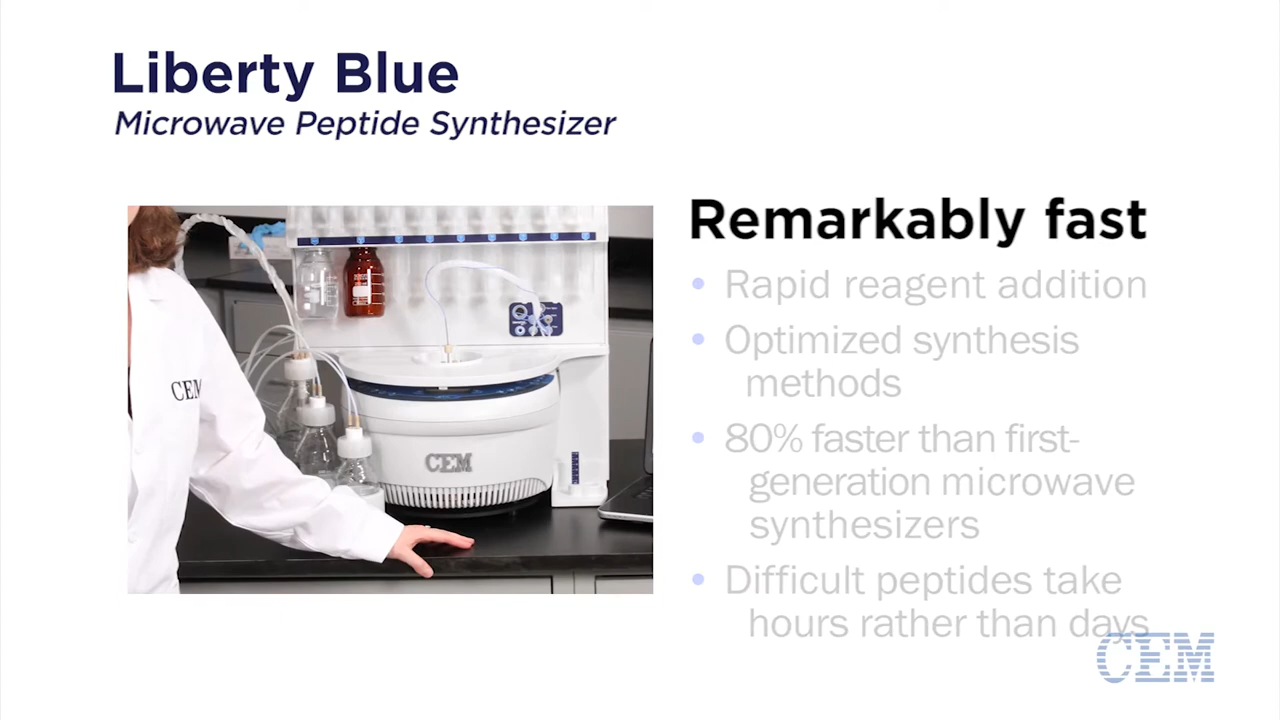 Liberty Blue
Microwave Peptide Synthesizer
Remarkably fast
• Rapid reagent addition
• Optimized synthesis
methods
• 80% faster than first-
generation microwave
synthesizers
• Difficult peptides take
hours rather than days
CEM
CEM
CEM